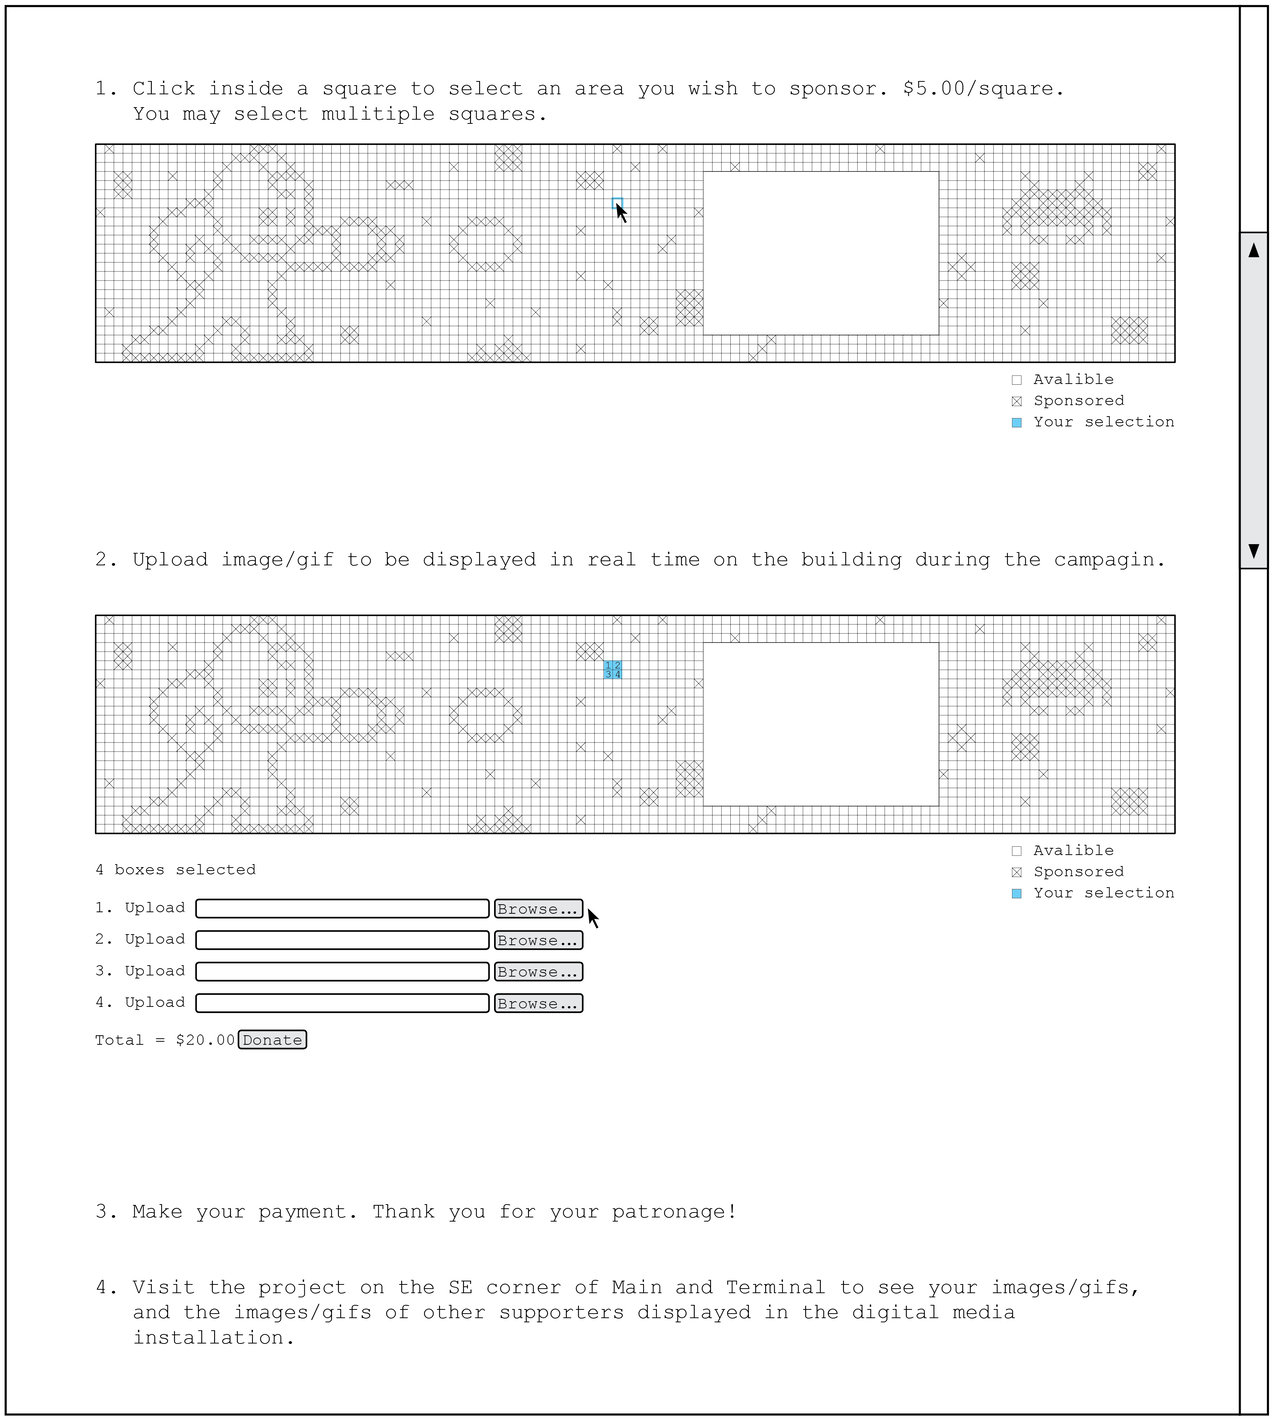 1. Click inside a square to select an area you wish to sponsor. $5.00/square.
You may select mulitiple squares.
Avalible
Sponsored
Your selection
2. Upload image/gif to be displayed in real time on the building during the campagin.
1 2
3 4
Avalible
Sponsored
Your selection
4 boxes selected
1. Upload Browse...
2. Upload Browse...
3. Upload Browse...
4. Upload Browse...
Total = $20.00 Donate
3. Make your payment. Thank you for your patronage!
4. Visit the project on the SE corner of Main and Terminal to see your images/gifs,
and the images/gifs of other supporters displayed in the digital media
installation.